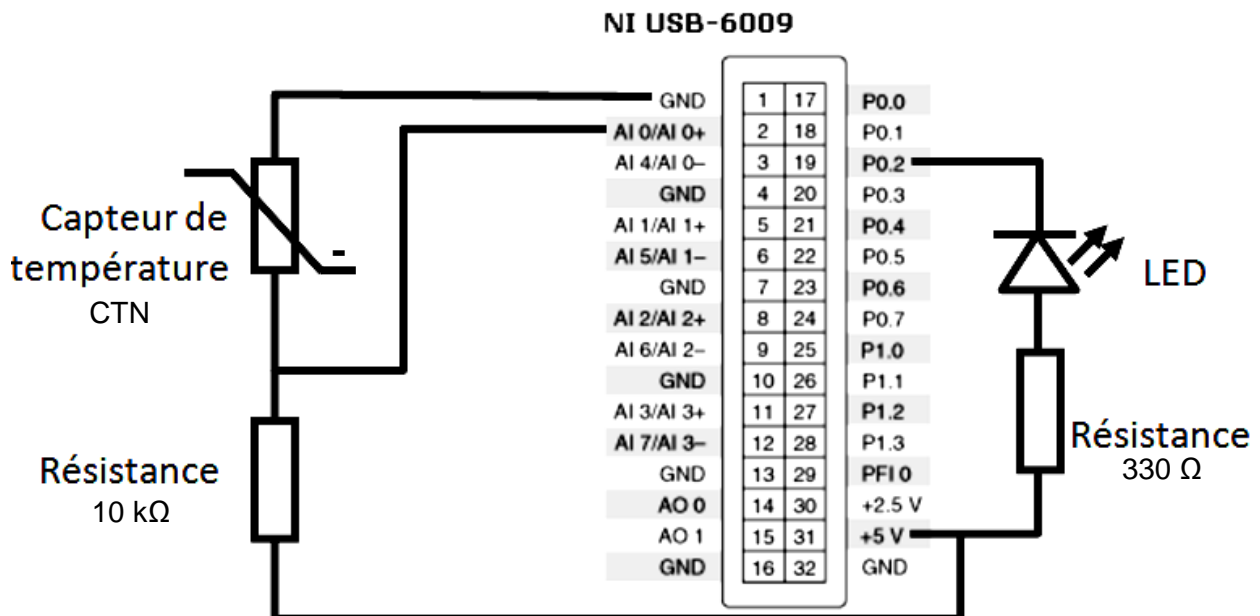 NI USB-6009
GND 1 17 P0.0
AI 0/AI 0+ 2 18 P0.1
AI 4/AI 0– 3 19 P0.2
GND 4 20 P0.3
AI 1/AI 1+ 5 21 P0.4
AI 5/AI 1– 6 22 P0.5
GND 7 23 P0.6
AI 2/AI 2+ 8 24 P0.7
AI 6/AI 2– 9 25 P1.0
GND 10 26 P1.1
AI 3/AI 3+ 11 27 P1.2
AI 7/AI 3– 12 28 P1.3
GND 13 29 PFI 0
AO 0 14 30 +2.5 V
AO 1 15 31 +5 V
GND 16 32 GND
Capteur de
température
CTN
-
Résistance
10 kΩ
LED
Résistance
330 Ω